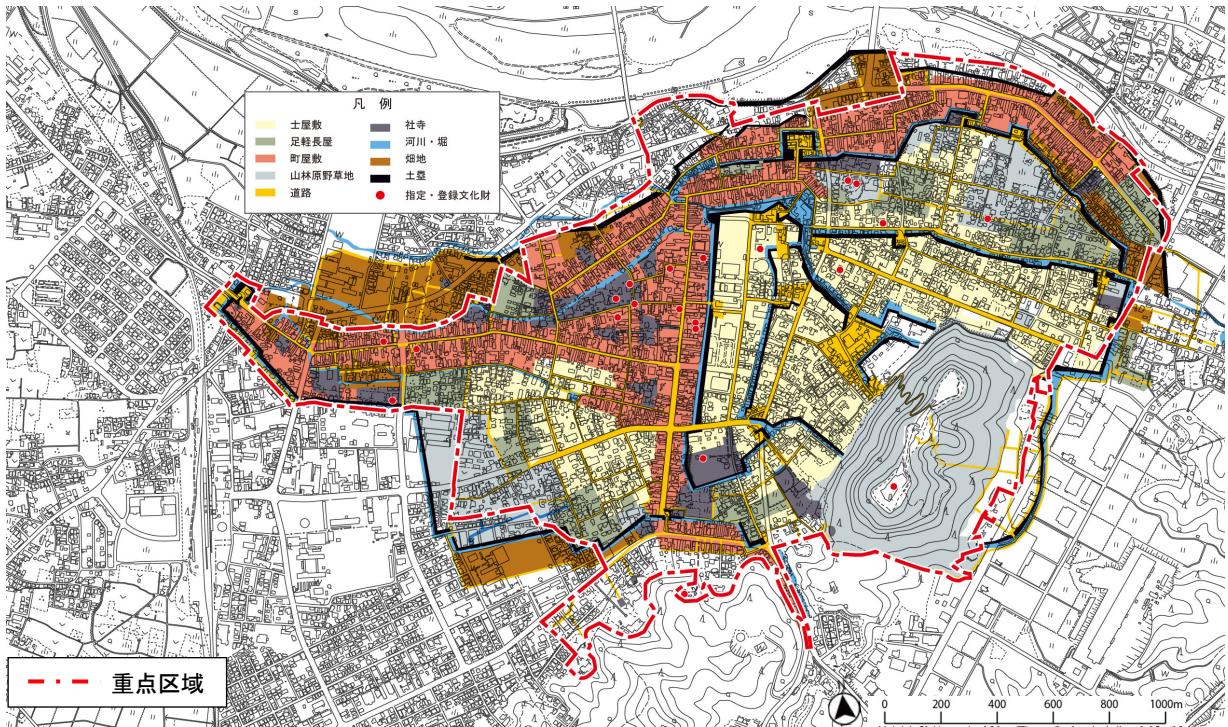 凡 例
士屋敷
足軽長屋
町屋敷
山林原野草地
道路
社寺
河川・堀
畑地
土塁
指定・登録文化財
重点区域
0 200 400 600 800 1000m